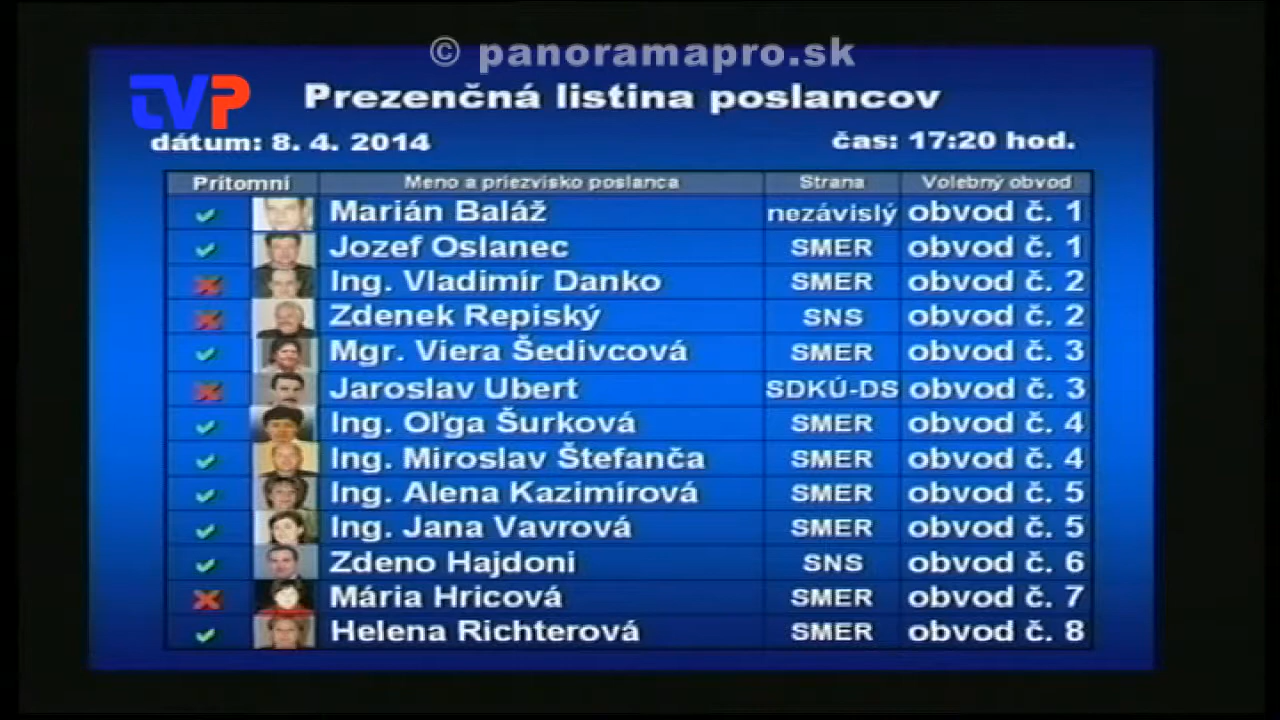 © panoramapro.sk
TVP
Prezenčná listina poslancov
dátum: 8. 4. 2014 čas: 17:20 hod.
Prítomní Meno a priezvisko poslanca Strana Volebný obvod
Marián Baláž nezávislý obvod č. 1
Jozef Oslanec SMER obvod č. 1
Ing. Vladimír Danko SMER obvod č. 2
Zdenek Repiský SNS obvod č. 2
Mgr. Viera Šedivcová SMER obvod č. 3
Jaroslav Ubert SDKÚ-DS obvod č. 3
Ing. Oľga Šurková SMER obvod č. 4
Ing. Miroslav Štefanča SMER obvod č. 4
Ing. Alena Kazimírová SMER obvod č. 5
Ing. Jana Vavrová SMER obvod č. 5
Zdeno Hajdoni SNS obvod č. 6
Mária Hricová SMER obvod č. 7
Helena Richterová SMER obvod č. 8